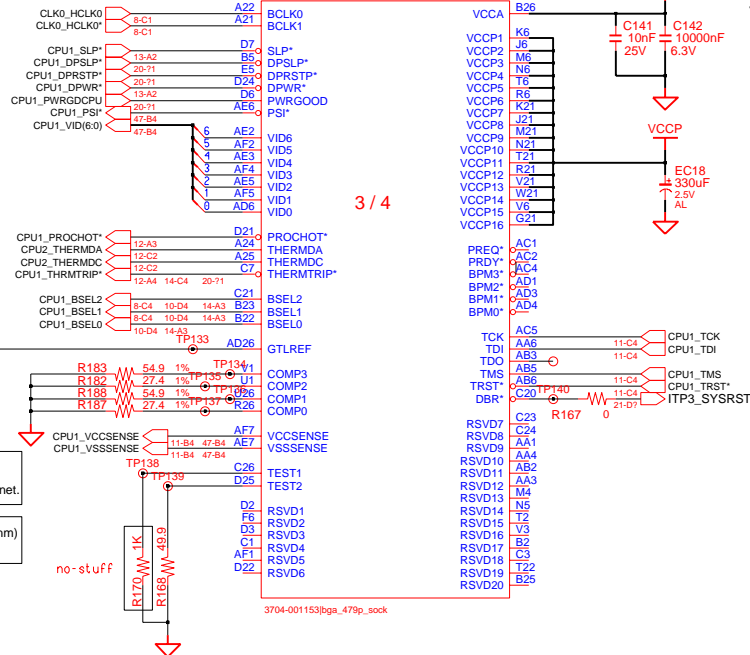 CLK0_HCLK0 8-C1 A22 BCLK0
CLK0_HCLK0* 8-C1 A21 BCLK1
CPU1_SLP* 13-A2 D7 SLP*
CPU1_DPSLP* 20-?1 B5 DPSLP*
CPU1_DPRSTP* 20-?1 E5 DPRSTP*
CPU1_DPWR* 13-A2 D24 DPWR*
CPU1_PWRGDCPU 20-?1 D6 PWRGOOD
CPU1_PSI* 47-B4 AE6 PSI*
CPU1_VID(6:0) 47-B4
6 AE2 VID6
5 AF2 VID5
4 AE3 VID4
3 AF4 VID3
2 AE5 VID2
1 AF5 VID1
0 AD6 VID0
CPU1_PROCHOT* 12-A3 D21 PROCHOT*
CPU2_THERMDA 12-C2 A24 THERMDA
CPU2_THERMDC 12-C2 A25 THERMDC
CPU1_THRMTRIP* 12-A4 14-C4 20-?1 C7 THERMTRIP*
CPU1_BSEL2 8-C4 10-D4 14-A3 C21 BSEL2
CPU1_BSEL1 8-C4 10-D4 14-A3 B23 BSEL1
CPU1_BSEL0 10-D4 14-A3 B22 BSEL0
TP133 AD26 GTLREF
R183 54.9 1% TP134 V1 COMP3
R182 27.4 1% TP135 U1 COMP2
R188 54.9 1% TP136 U26 COMP1
R187 27.4 1% TP137 R26 COMP0
CPU1_VCCSENSE 11-B4 47-B4 AF7 VCCSENSE
CPU1_VSSSENSE 11-B4 47-B4 AE7 VSSSENSE
TP138 C26 TEST1
TP139 D25 TEST2
net.
m)
no-stuff
R170 1K
R168 49.9
D2 RSVD1
F6 RSVD2
D3 RSVD3
C1 RSVD4
AF1 RSVD5
D22 RSVD6
3704-001153|bga_479p_sock
3 / 4
VCCA B26
VCCP1 K6
VCCP2 J6
VCCP3 M6
VCCP4 N6
VCCP5 T6
VCCP6 R6
VCCP7 K21
VCCP8 J21
VCCP9 M21
VCCP10 N21
VCCP11 T21
VCCP12 R21
VCCP13 V21
VCCP14 W21
VCCP15 V6
VCCP16 G21
C141
10nF
25V
C142
10000nF
6.3V
VCCP
EC18
330uF
2.5V
AL
PREQ* AC1
PRDY* AC2
BPM3* AC4
BPM2* AD1
BPM1* AD3
BPM0* AD4
TCK AC5 11-C4 CPU1_TCK
TDI AA6 11-C4 CPU1_TDI
TDO AB3
TMS AB5 11-C4 CPU1_TMS
TRST* AB6 11-C4 CPU1_TRST*
DBR* C20 TP140 R167 0 21-D? ITP3_SYSRST
RSVD7 C23
RSVD8 C24
RSVD9 AA1
RSVD10 AA4
RSVD11 AB2
RSVD12 AA3
RSVD13 M4
RSVD14 N5
RSVD15 T2
RSVD16 V3
RSVD17 B2
RSVD18 C3
RSVD19 T22
RSVD20 B25